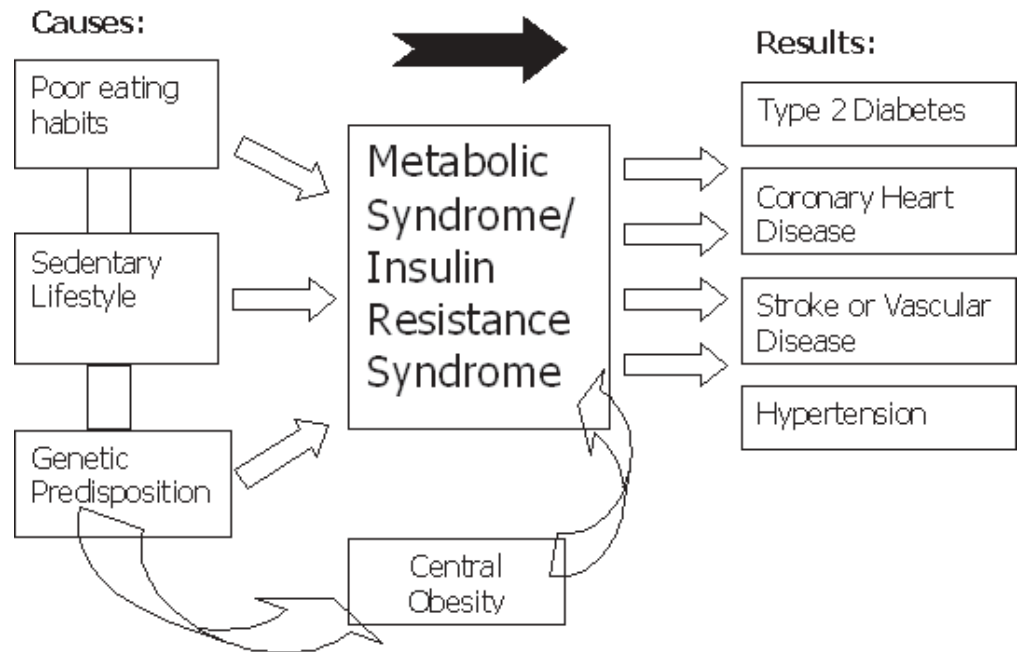 Causes:
Poor eating
habits
Sedentary
Lifestyle
Genetic
Predisposition
Metabolic
Syndrome/
Insulin
Resistance
Syndrome
Central
Obesity
Results:
Type 2 Diabetes
Coronary Heart
Disease
Stroke or Vascular
Disease
Hypertension